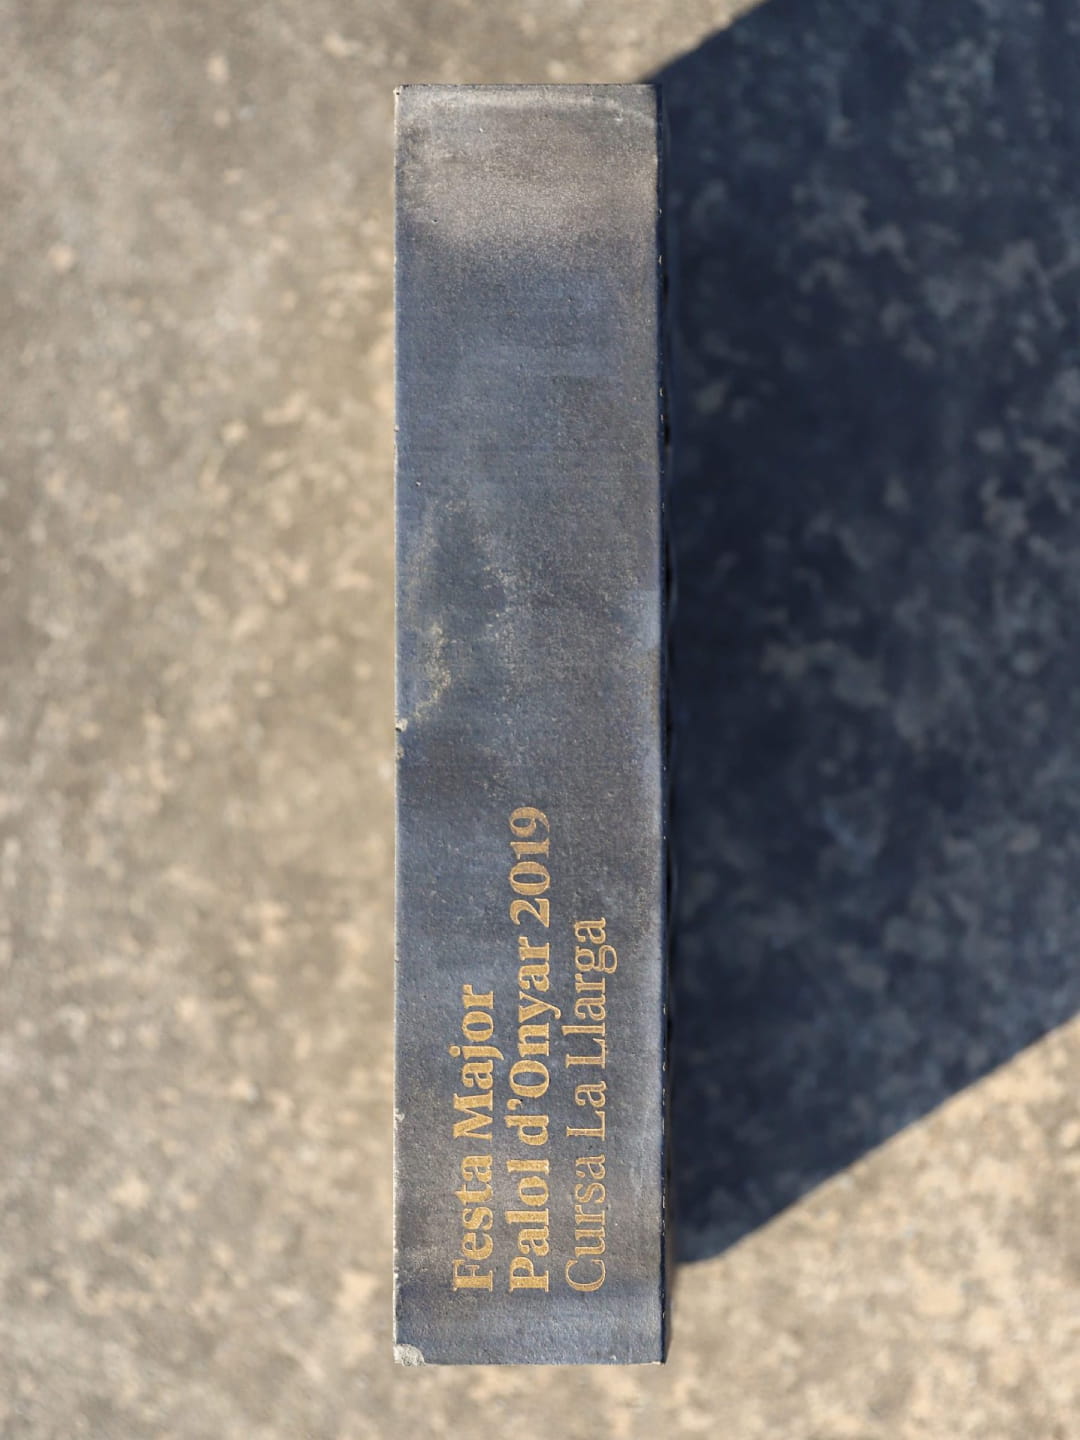 Festa Major
Palol d'Onyar 2019
Cursa La Llarga